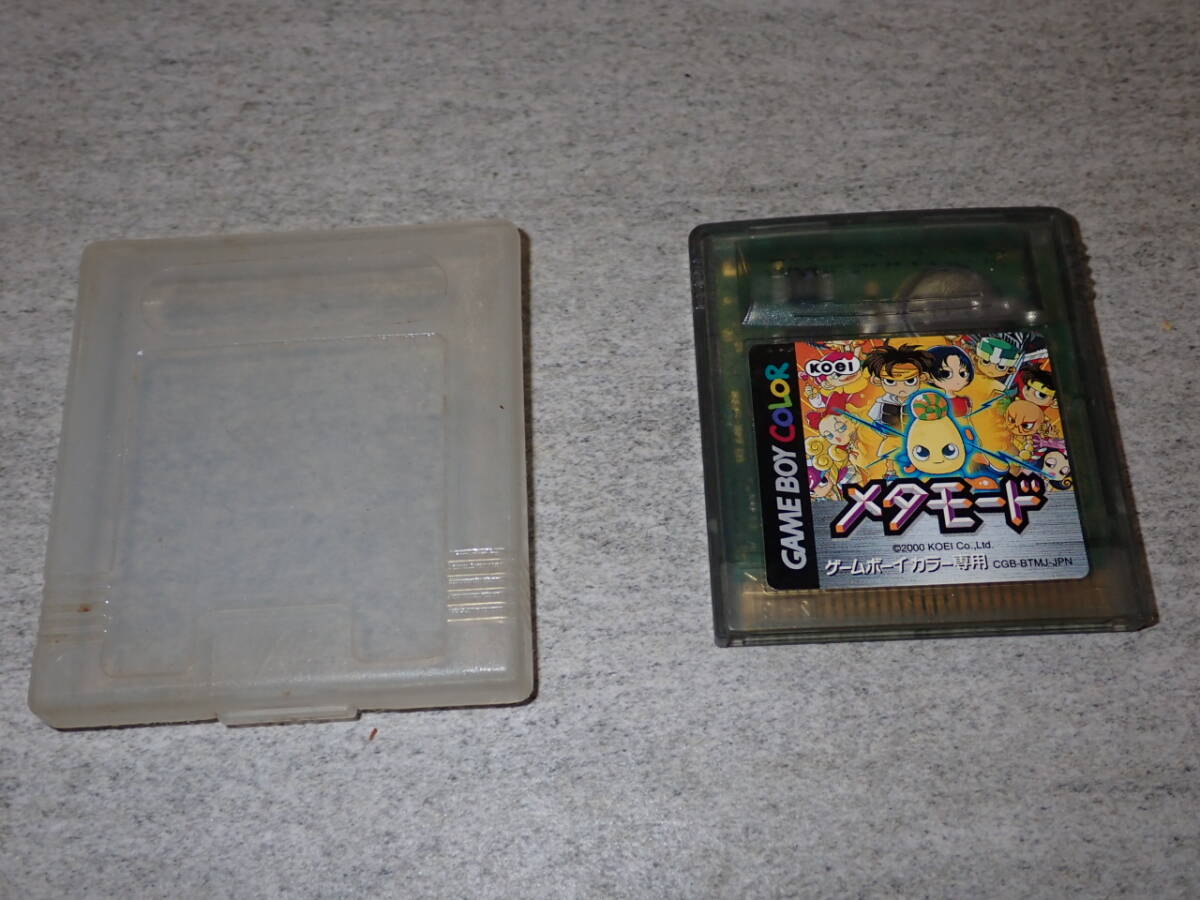 GAME BOY COLOR
KOEI
メタモード
©2000 KOEI Co.,Ltd.
ゲームボーイカラー専用 CGB-BTMJ-JPN